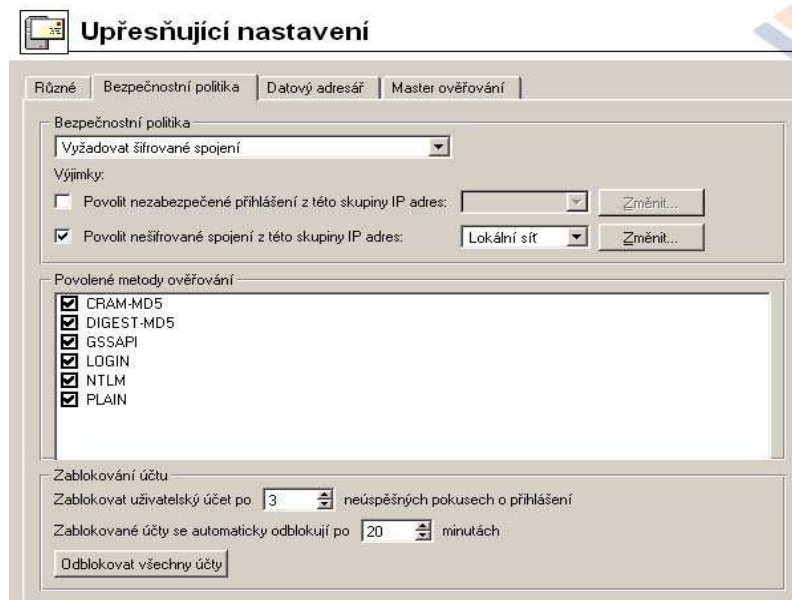 Upřesňující nastavení
Různé Bezpečnostní politika Datový adresář Master ověřování
Bezpečnostní politika
Vyžadovat šifrované spojení
Výjimky:
Povolit nezabezpečené přihlášení z této skupiny IP adres: Změnit...
Povolit nešifrované spojení z této skupiny IP adres: Lokální síť Změnit...
Povolené metody ověřování
CRAM-MD5
DIGEST-MD5
GSSAPI
LOGIN
NTLM
PLAIN
Zablokování účtu
Zablokovat uživatelský účet po 3 neúspěšných pokusech o přihlášení
Zablokované účty se automaticky odblokují po 20 minutách
Odblokovat všechny účty